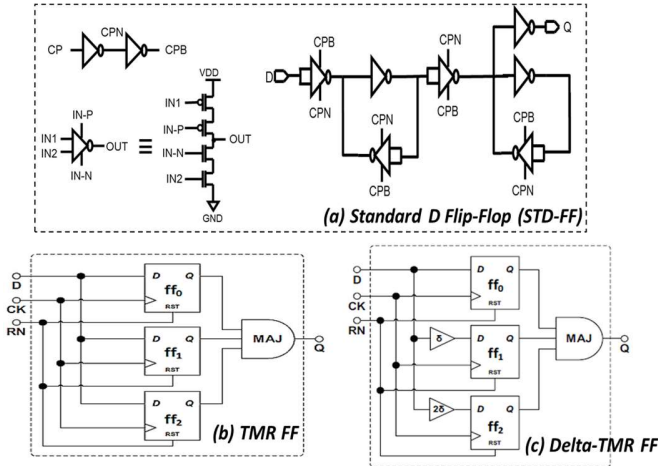 CP
CPN
CPB
IN-P
IN1
IN2
OUT
IN-N
VDD
IN1
IN-P
IN-N
OUT
IN2
GND
D
CPB
CPN
CPN
CPB
CPN
CPB
Q
CPB
CPN
(a) Standard D Flip-Flop (STD-FF)
D
CK
RN
D Q
ff0
RST
D Q
ff1
RST
D Q
ff2
RST
MAJ
Q
(b) TMR FF
D
CK
RN
δ
2δ
D Q
ff0
RST
D Q
ff1
RST
D Q
ff2
RST
MAJ
Q
(c) Delta-TMR FF